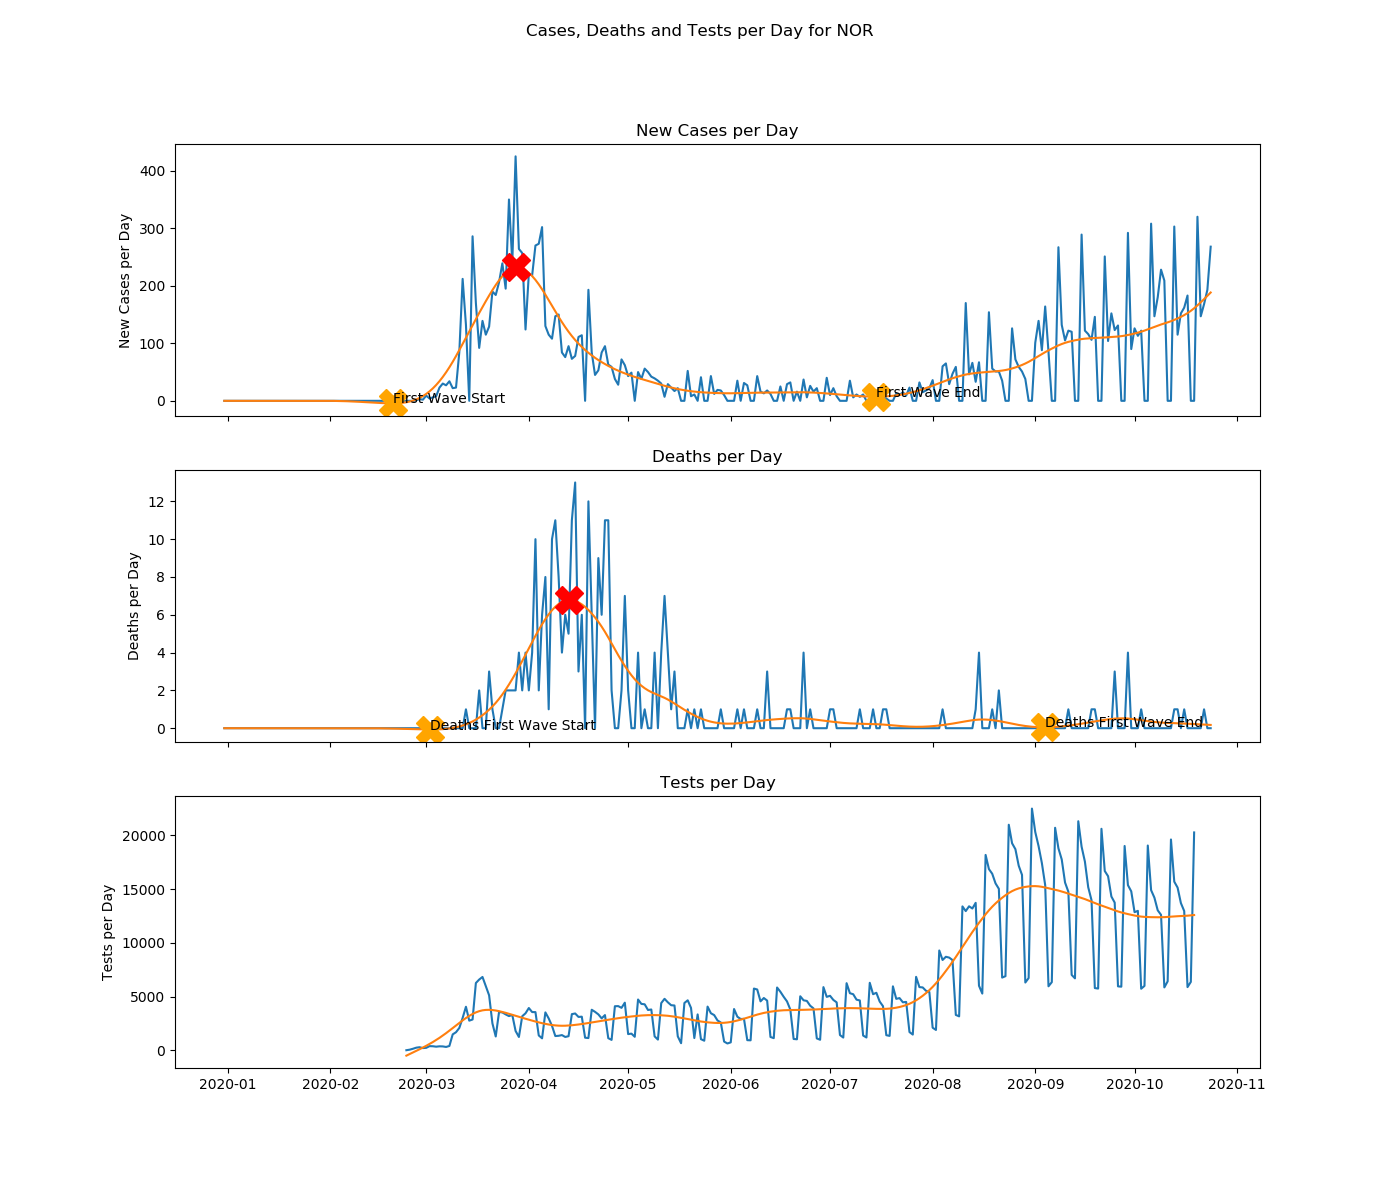 Cases, Deaths and Tests per Day for NOR
New Cases per Day
New Cases per Day
400
300
200
100
0
First Wave Start
First Wave End
Deaths per Day
Deaths per Day
12
10
8
6
4
2
0
Deaths First Wave Start
Deaths First Wave End
Tests per Day
Tests per Day
20000
15000
10000
5000
0
2020-01 2020-02 2020-03 2020-04 2020-05 2020-06 2020-07 2020-08 2020-09 2020-10 2020-11